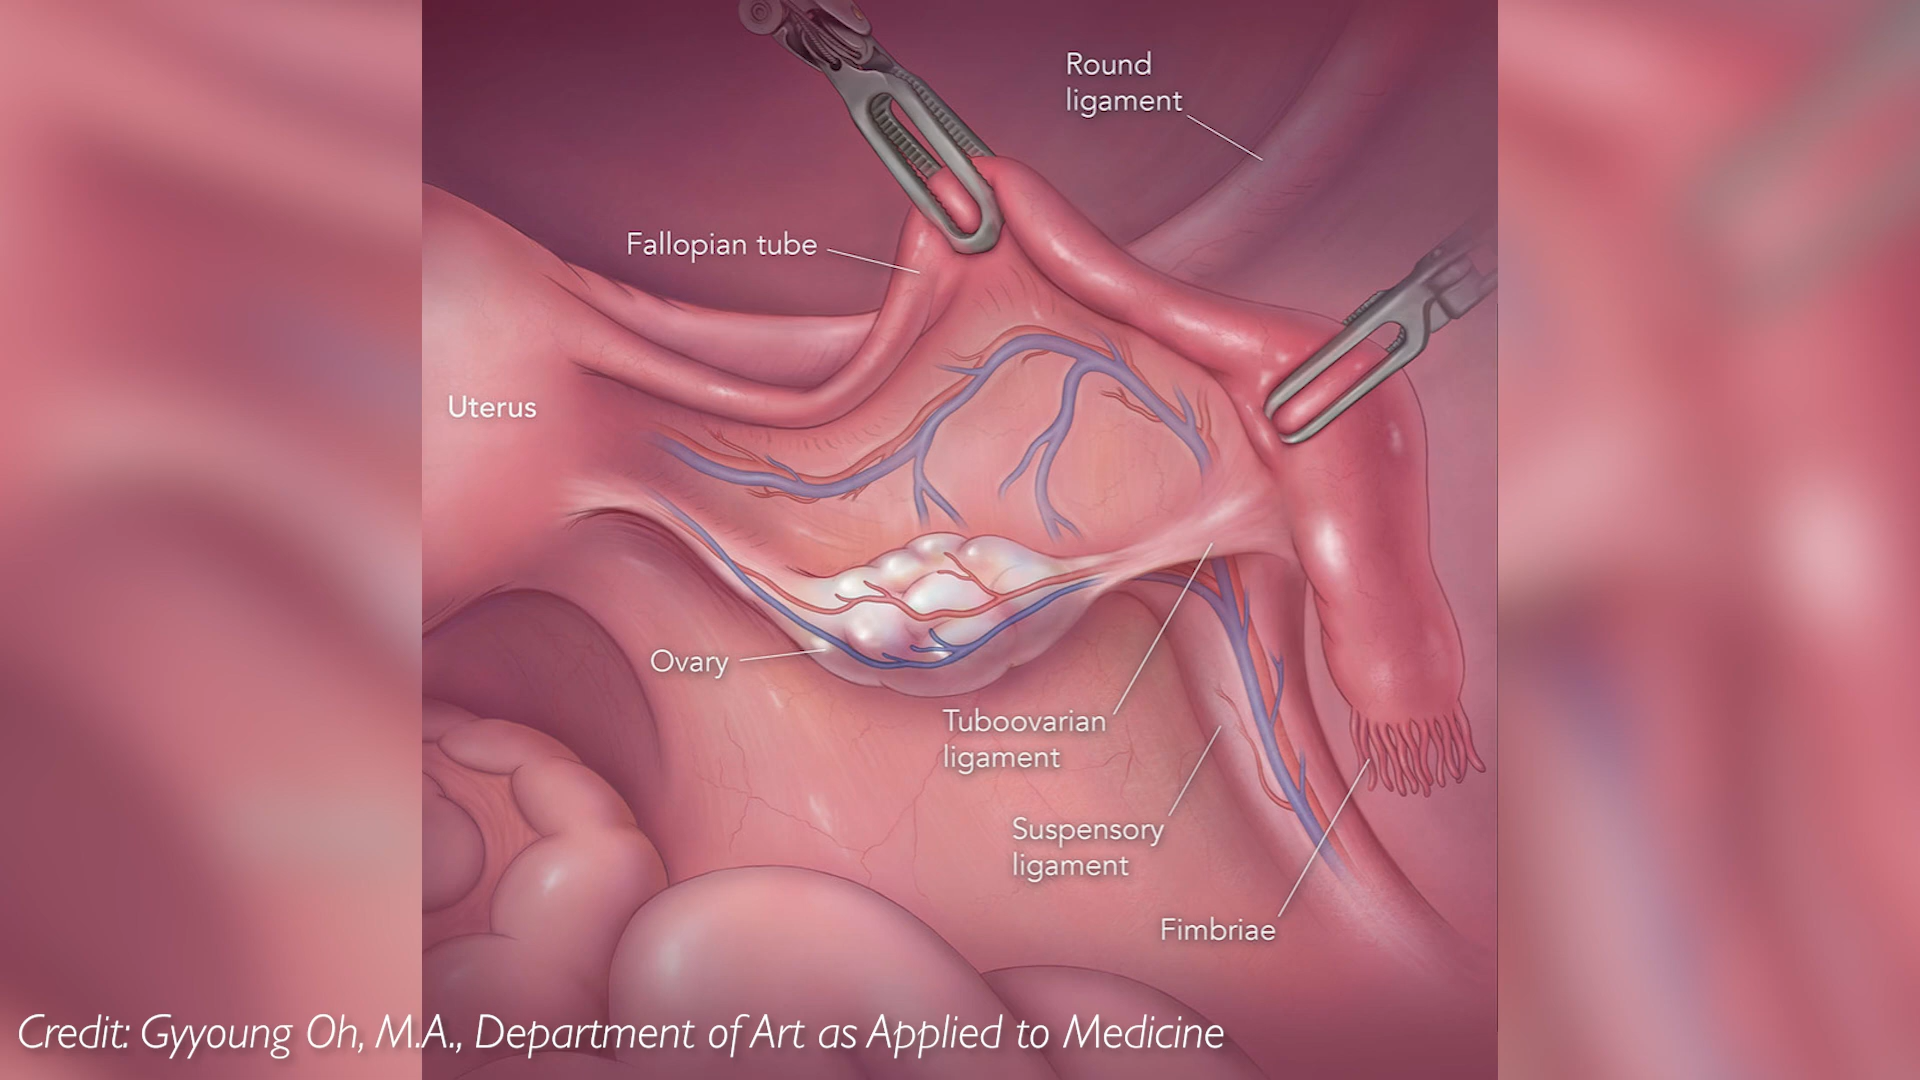 Round
ligament
Fallopian tube
Uterus
Ovary
Tuboovarian
ligament
Suspensory
ligament
Fimbriae
Credit: Gyyoung Oh, M.A., Department of Art as Applied to Medicine